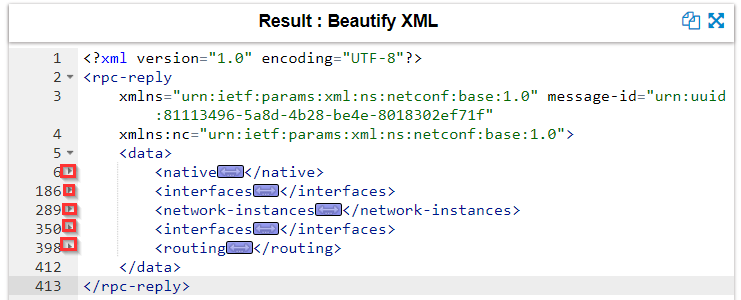 Result : Beautify XML
1 <?xml version="1.0" encoding="UTF-8"?>
2 <rpc-reply
3 xmlns="urn:ietf:params:xml:ns:netconf:base:1.0" message-id="urn:uuid
:81113496-5a8d-4b28-be4e-8018302ef71f"
4 xmlns:nc="urn:ietf:params:xml:ns:netconf:base:1.0">
5 <data>
6 <native></native>
186 <interfaces></interfaces>
289 <network-instances></network-instances>
350 <interfaces></interfaces>
398 <routing></routing>
412 </data>
413 </rpc-reply>